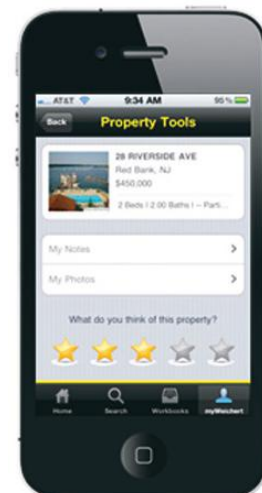 AT&T 9:34 AM 95 %
Back Property Tools
28 RIVERSIDE AVE
Red Bank, NJ
$450,000
2 Beds | 2.00 Baths | -- Parti...
My Notes
My Photos
What do you think of this property?
Home Search Workbooks myWeichert